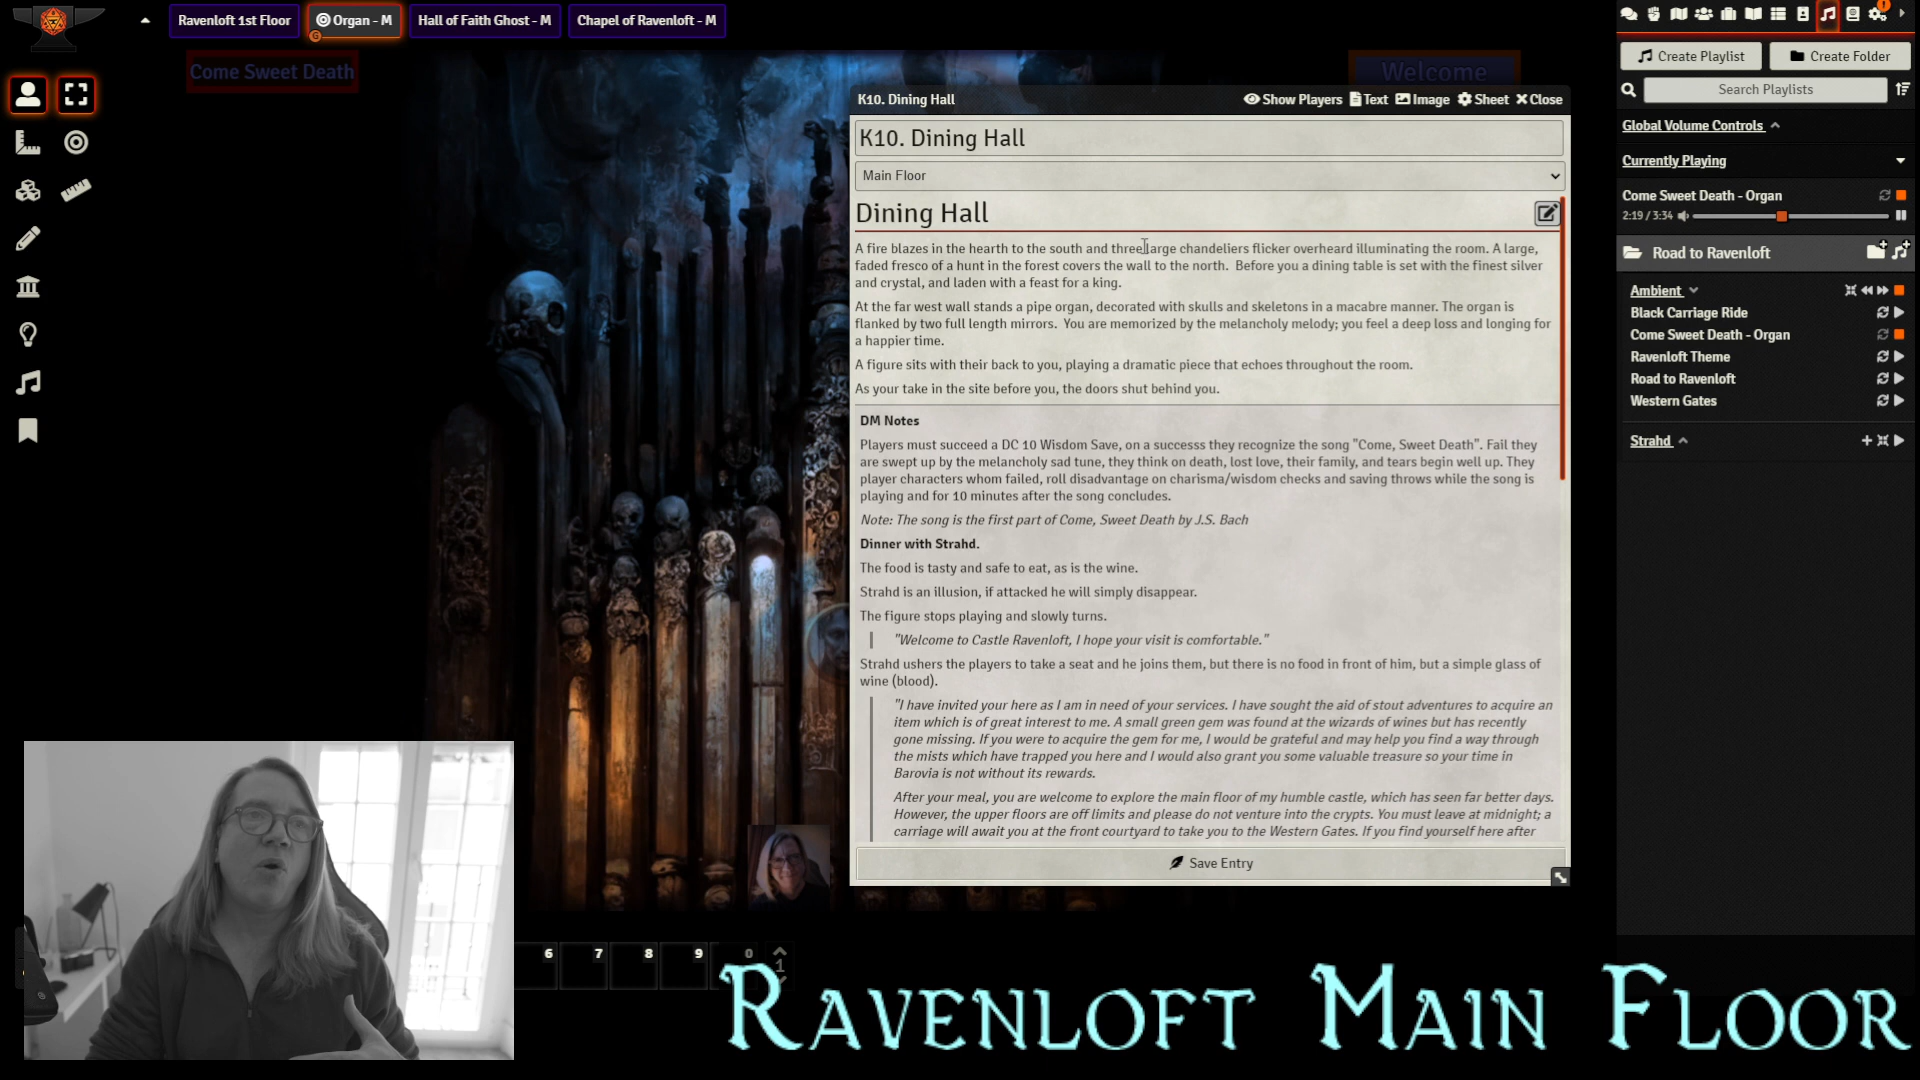 Ravenloft 1st Floor
Organ - M
G
Hall of Faith Ghost - M
Chapel of Ravenloft - M
Come Sweet Death
Welcome
K10. Dining Hall
Show Players
Text
Image
Sheet
Close
K10. Dining Hall
Main Floor
Dining Hall
A fire blazes in the hearth to the south and three large chandeliers flicker overheard illuminating the room. A large,
faded fresco of a hunt in the forest covers the wall to the north. Before you a dining table is set with the finest silver
and crystal, and laden with a feast for a king.
At the far west wall stands a pipe organ, decorated with skulls and skeletons in a macabre manner. The organ is
flanked by two full length mirrors. You are memorized by the melancholy melody; you feel a deep loss and longing for
a happier time.
A figure sits with their back to you, playing a dramatic piece that echoes throughout the room.
As your take in the site before you, the doors shut behind you.
DM Notes
Players must succeed a DC 10 Wisdom Save, on a successs they recognize the song "Come, Sweet Death". Fail they
are swept up by the melancholy sad tune, they think on death, lost love, their family, and tears begin well up. They
player characters whom failed, roll disadvantage on charisma/wisdom checks and saving throws while the song is
playing and for 10 minutes after the song concludes.
Note: The song is the first part of Come, Sweet Death by J.S. Bach
Dinner with Strahd.
The food is tasty and safe to eat, as is the wine.
Strahd is an illusion, if attacked he will simply disappear.
The figure stops playing and slowly turns.
"Welcome to Castle Ravenloft, I hope your visit is comfortable."
Strahd ushers the players to take a seat and he joins them, but there is no food in front of him, but a simple glass of
wine (blood).
"I have invited your here as I am in need of your services. I have sought the aid of stout adventures to acquire an
item which is of great interest to me. A small green gem was found at the wizards of wines but has recently
gone missing. If you were to acquire the gem for me, I would be grateful and may help you find a way through
the mists which have trapped you here and I would also grant you some valuable treasure so your time in
Barovia is not without its rewards.
After your meal, you are welcome to explore the main floor of my humble castle, which has seen far better days.
However, the upper floors are off limits and please do not venture into the crypts. You must leave at midnight; a
carriage will await you at the front courtyard to take you to the Western Gates. If you find yourself here after
Save Entry
Create Playlist
Create Folder
Search Playlists
Global Volume Controls
Currently Playing
Come Sweet Death - Organ
2:19 / 3:34
Road to Ravenloft
Ambient
Black Carriage Ride
Come Sweet Death - Organ
Ravenloft Theme
Road to Ravenloft
Western Gates
Strahd
6 7 8 9 0 1
Ravenloft Main Floor